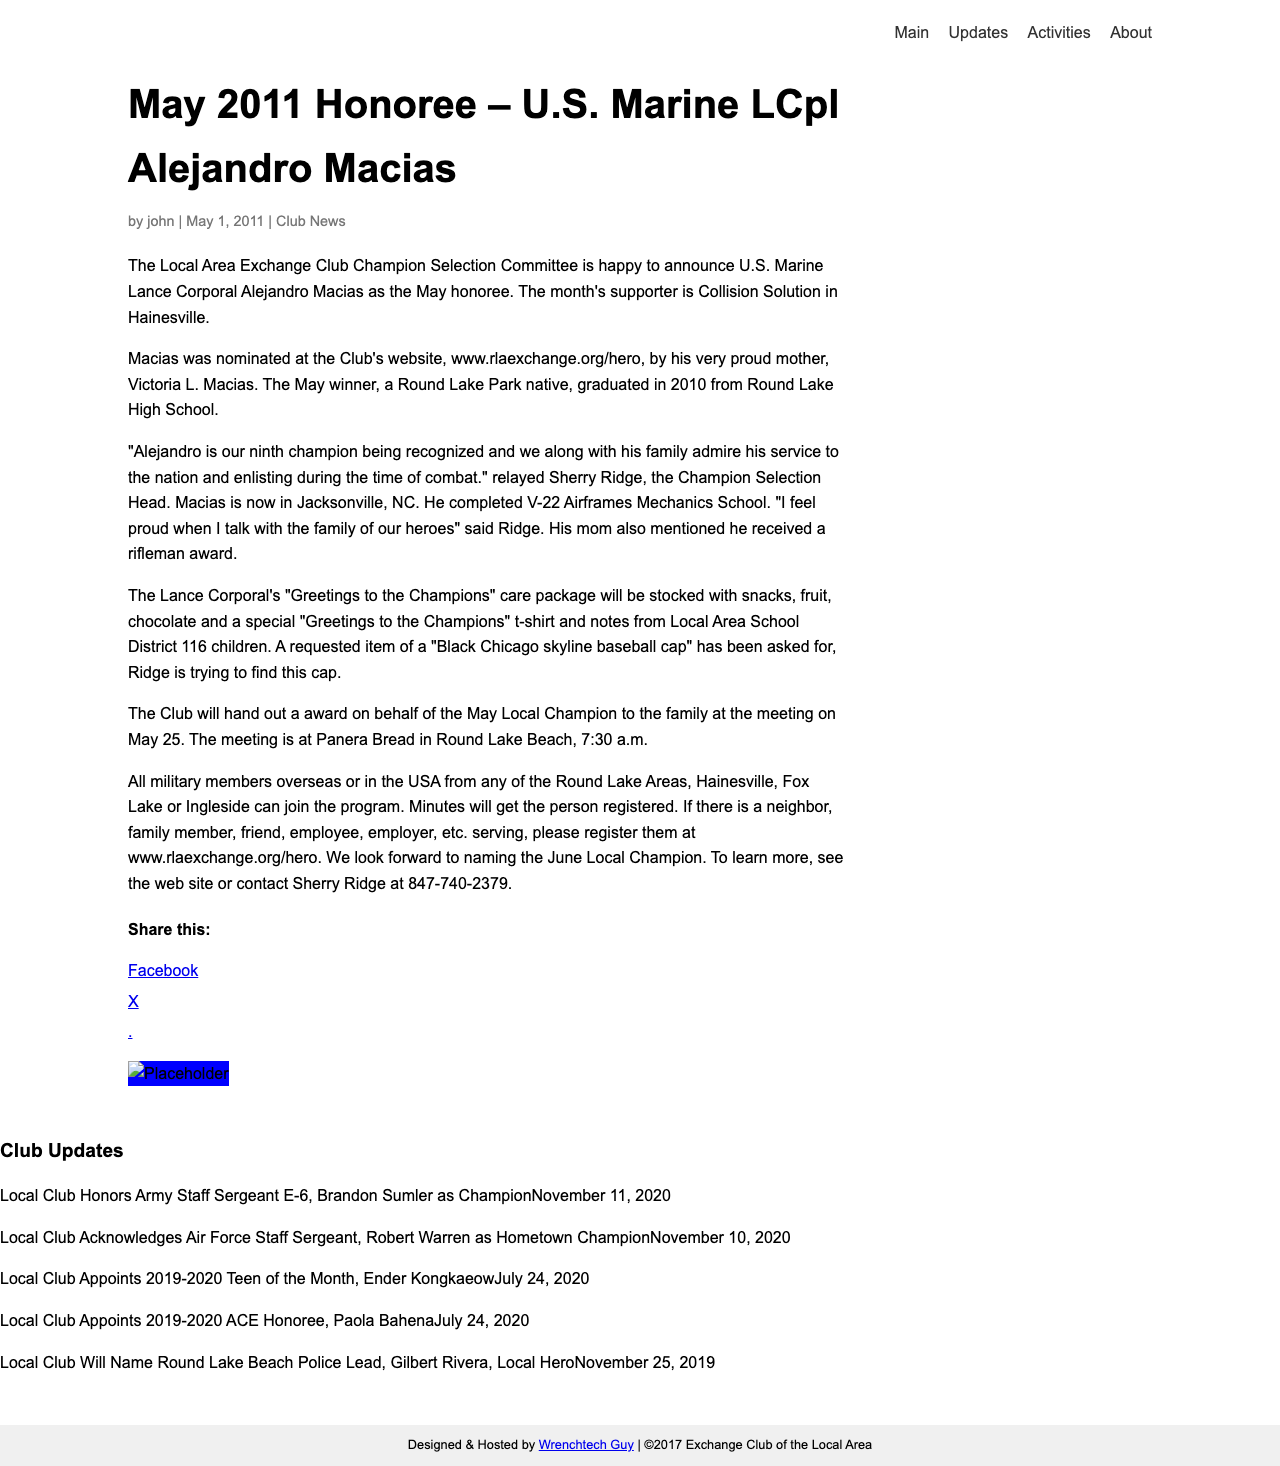 Main Updates Activities About
May 2011 Honoree – U.S. Marine LCpl
Alejandro Macias
by john | May 1, 2011 | Club News
The Local Area Exchange Club Champion Selection Committee is happy to announce U.S. Marine
Lance Corporal Alejandro Macias as the May honoree. The month's supporter is Collision Solution in
Hainesville.
Macias was nominated at the Club's website, www.rlaexchange.org/hero, by his very proud mother,
Victoria L. Macias. The May winner, a Round Lake Park native, graduated in 2010 from Round Lake
High School.
"Alejandro is our ninth champion being recognized and we along with his family admire his service to
the nation and enlisting during the time of combat." relayed Sherry Ridge, the Champion Selection
Head. Macias is now in Jacksonville, NC. He completed V-22 Airframes Mechanics School. "I feel
proud when I talk with the family of our heroes" said Ridge. His mom also mentioned he received a
rifleman award.
The Lance Corporal's "Greetings to the Champions" care package will be stocked with snacks, fruit,
chocolate and a special "Greetings to the Champions" t-shirt and notes from Local Area School
District 116 children. A requested item of a "Black Chicago skyline baseball cap" has been asked for,
Ridge is trying to find this cap.
The Club will hand out a award on behalf of the May Local Champion to the family at the meeting on
May 25. The meeting is at Panera Bread in Round Lake Beach, 7:30 a.m.
All military members overseas or in the USA from any of the Round Lake Areas, Hainesville, Fox
Lake or Ingleside can join the program. Minutes will get the person registered. If there is a neighbor,
family member, friend, employee, employer, etc. serving, please register them at
www.rlaexchange.org/hero. We look forward to naming the June Local Champion. To learn more, see
the web site or contact Sherry Ridge at 847-740-2379.
Share this:
Facebook
X
.
Placeholder
Club Updates
Local Club Honors Army Staff Sergeant E-6, Brandon Sumler as ChampionNovember 11, 2020
Local Club Acknowledges Air Force Staff Sergeant, Robert Warren as Hometown ChampionNovember 10, 2020
Local Club Appoints 2019-2020 Teen of the Month, Ender KongkaeowJuly 24, 2020
Local Club Appoints 2019-2020 ACE Honoree, Paola BahenaJuly 24, 2020
Local Club Will Name Round Lake Beach Police Lead, Gilbert Rivera, Local HeroNovember 25, 2019
Designed & Hosted by Wrenchtech Guy | ©2017 Exchange Club of the Local Area